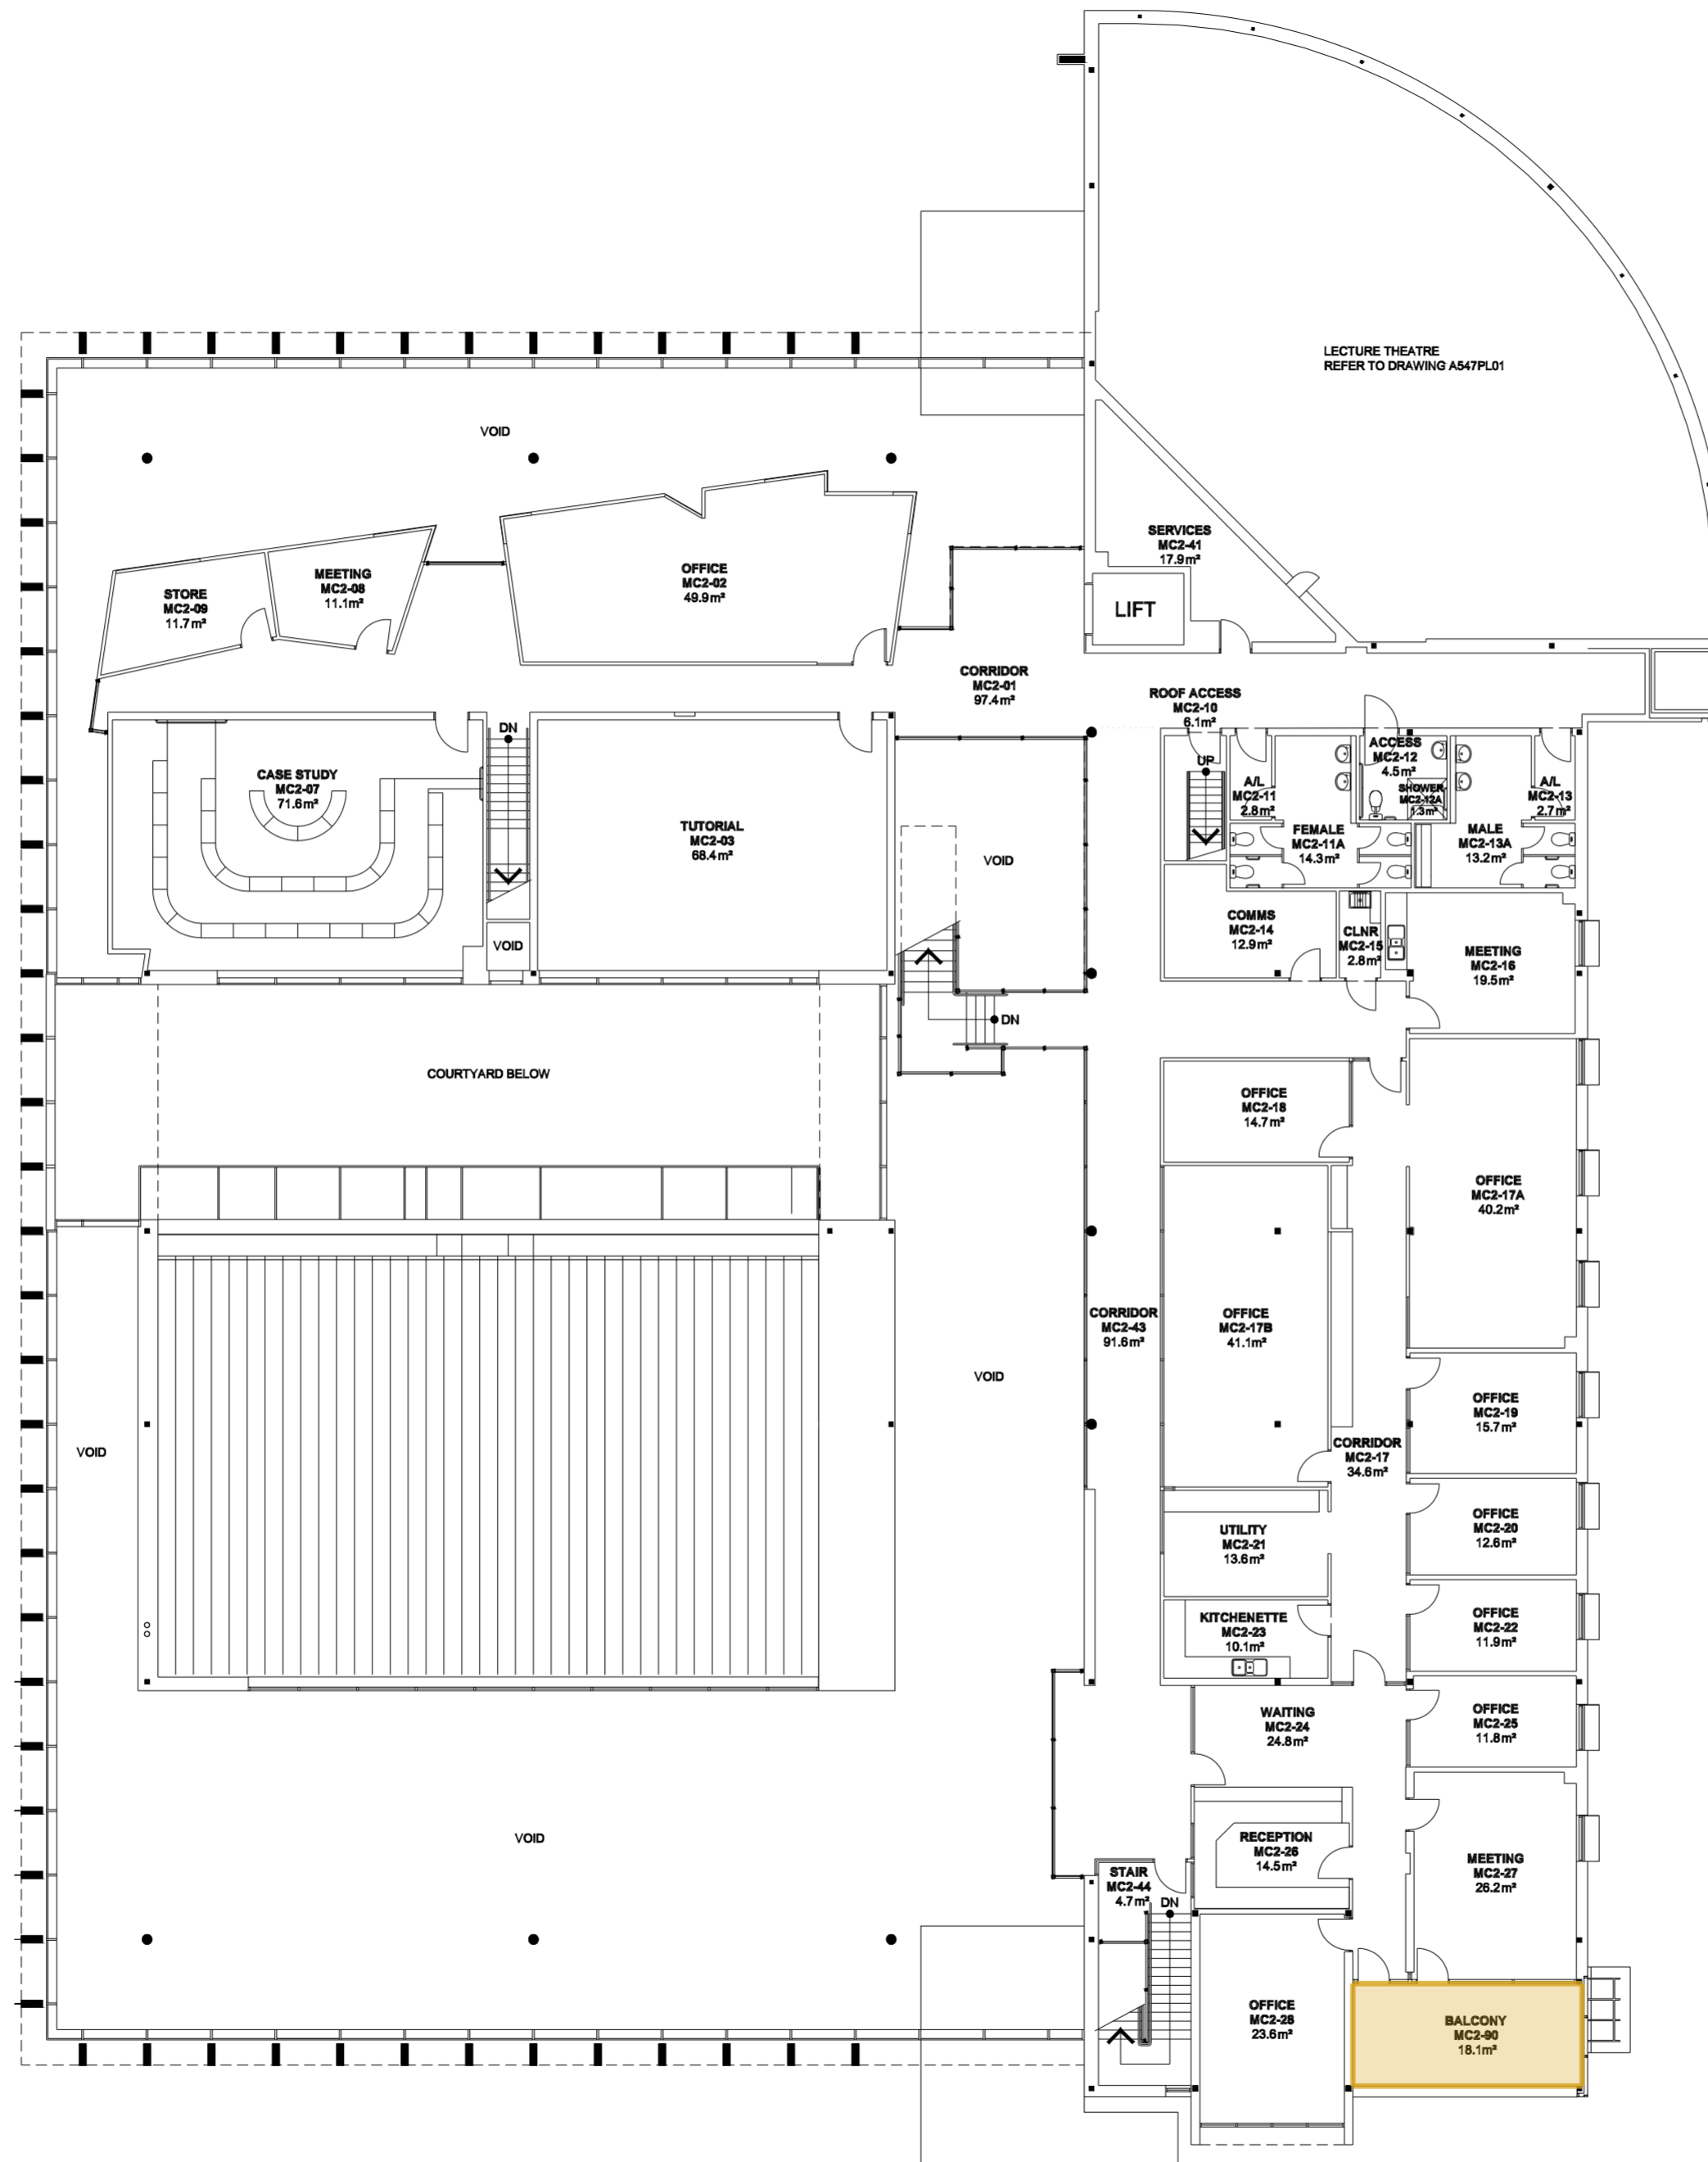 LECTURE THEATRE
REFER TO DRAWING A547PL01
VOID
SERVICES
MC2-41
17.9m²
OFFICE
MC2-02
49.9m²
MEETING
MC2-08
11.1m²
STORE
MC2-09
11.7m²
LIFT
CORRIDOR
MC2-01
97.4m²
ROOF ACCESS
MC2-10
6.1m²
DN
UP
ACCESS
MC2-12
4.5m²
SHOWER
MC2-12A
1.3m²
CASE STUDY
MC2-07
71.6m²
A/L
MC2-11
2.8m²
A/L
MC2-13
2.7m²
TUTORIAL
MC2-03
68.4m²
FEMALE
MC2-11A
14.3m²
MALE
MC2-13A
13.2m²
VOID
VOID
COMMS
MC2-14
12.9m²
CLNR
MC2-15
2.8m²
MEETING
MC2-16
19.5m²
DN
COURTYARD BELOW
OFFICE
MC2-18
14.7m²
OFFICE
MC2-17A
40.2m²
CORRIDOR
MC2-43
91.6m²
OFFICE
MC2-17B
41.1m²
VOID
OFFICE
MC2-19
15.7m²
VOID
CORRIDOR
MC2-17
34.6m²
OFFICE
MC2-20
12.6m²
UTILITY
MC2-21
13.6m²
OFFICE
MC2-22
11.9m²
KITCHENETTE
MC2-23
10.1m²
WAITING
MC2-24
24.8m²
OFFICE
MC2-25
11.8m²
VOID
RECEPTION
MC2-26
14.5m²
MEETING
MC2-27
26.2m²
STAIR
MC2-44
4.7m²
DN
OFFICE
MC2-28
23.6m²
BALCONY
MC2-90
18.1m²